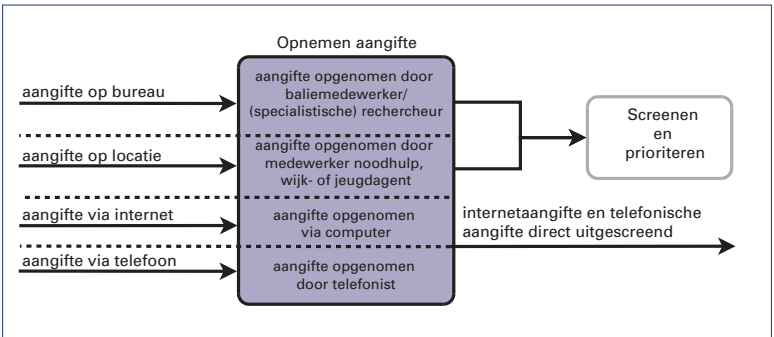 Opnemen aangifte
aangifte op bureau
aangifte opgenomen door
baliemedewerker/
(specialistische) rechercheur
Screenen
en
prioriteren
aangifte op locatie
aangifte opgenomen door
medewerker noodhulp,
wijk- of jeugdagent
aangifte via internet
aangifte opgenomen
via computer
internetaangifte en telefonische
aangifte direct uitgescreend
aangifte via telefoon
aangifte opgenomen
door telefonist